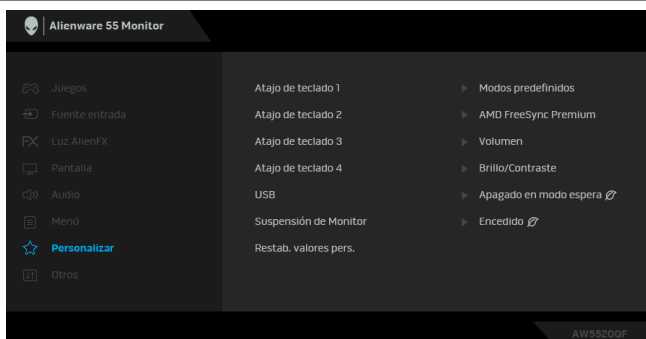 Alienware 55 Monitor
Juegos
Atajo de teclado 1
Modos predefinidos
Fuente entrada
Atajo de teclado 2
AMD FreeSync Premium
FX Luz AlienFX
Atajo de teclado 3
Volumen
Pantalla
Atajo de teclado 4
Brillo/Contraste
Audio
USB
Apagado en modo espera
Menú
Suspensión de Monitor
Encedido
Personalizar
Restab. valores pers.
Otros
AW5520QF